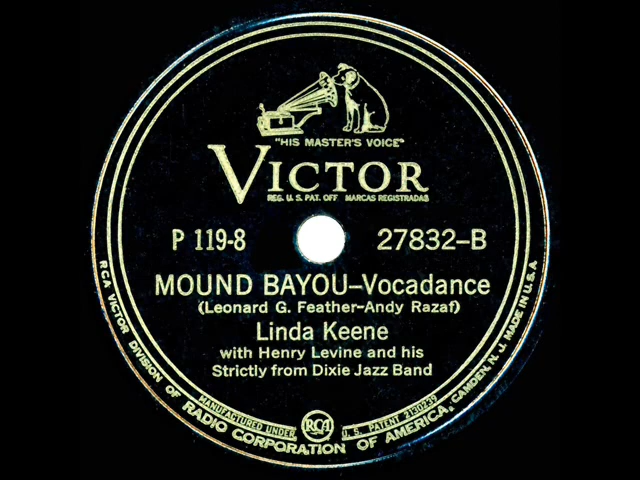 "HIS MASTER'S VOICE"
VICTOR
REG. U. S. PAT. OFF. MARCAS REGISTRADAS
P 119-8 27832-B
MOUND BAYOU-Vocadance
(Leonard G. Feather-Andy Razaf)
Linda Keene
with Henry Levine and his
Strictly from Dixie Jazz Band
MANUFACTURED UNDER RCA U. S. PATENT 2130239
RCA VICTOR DIVISION OF RADIO CORPORATION OF AMERICA, CAMDEN, N. J. MADE IN U. S. A.